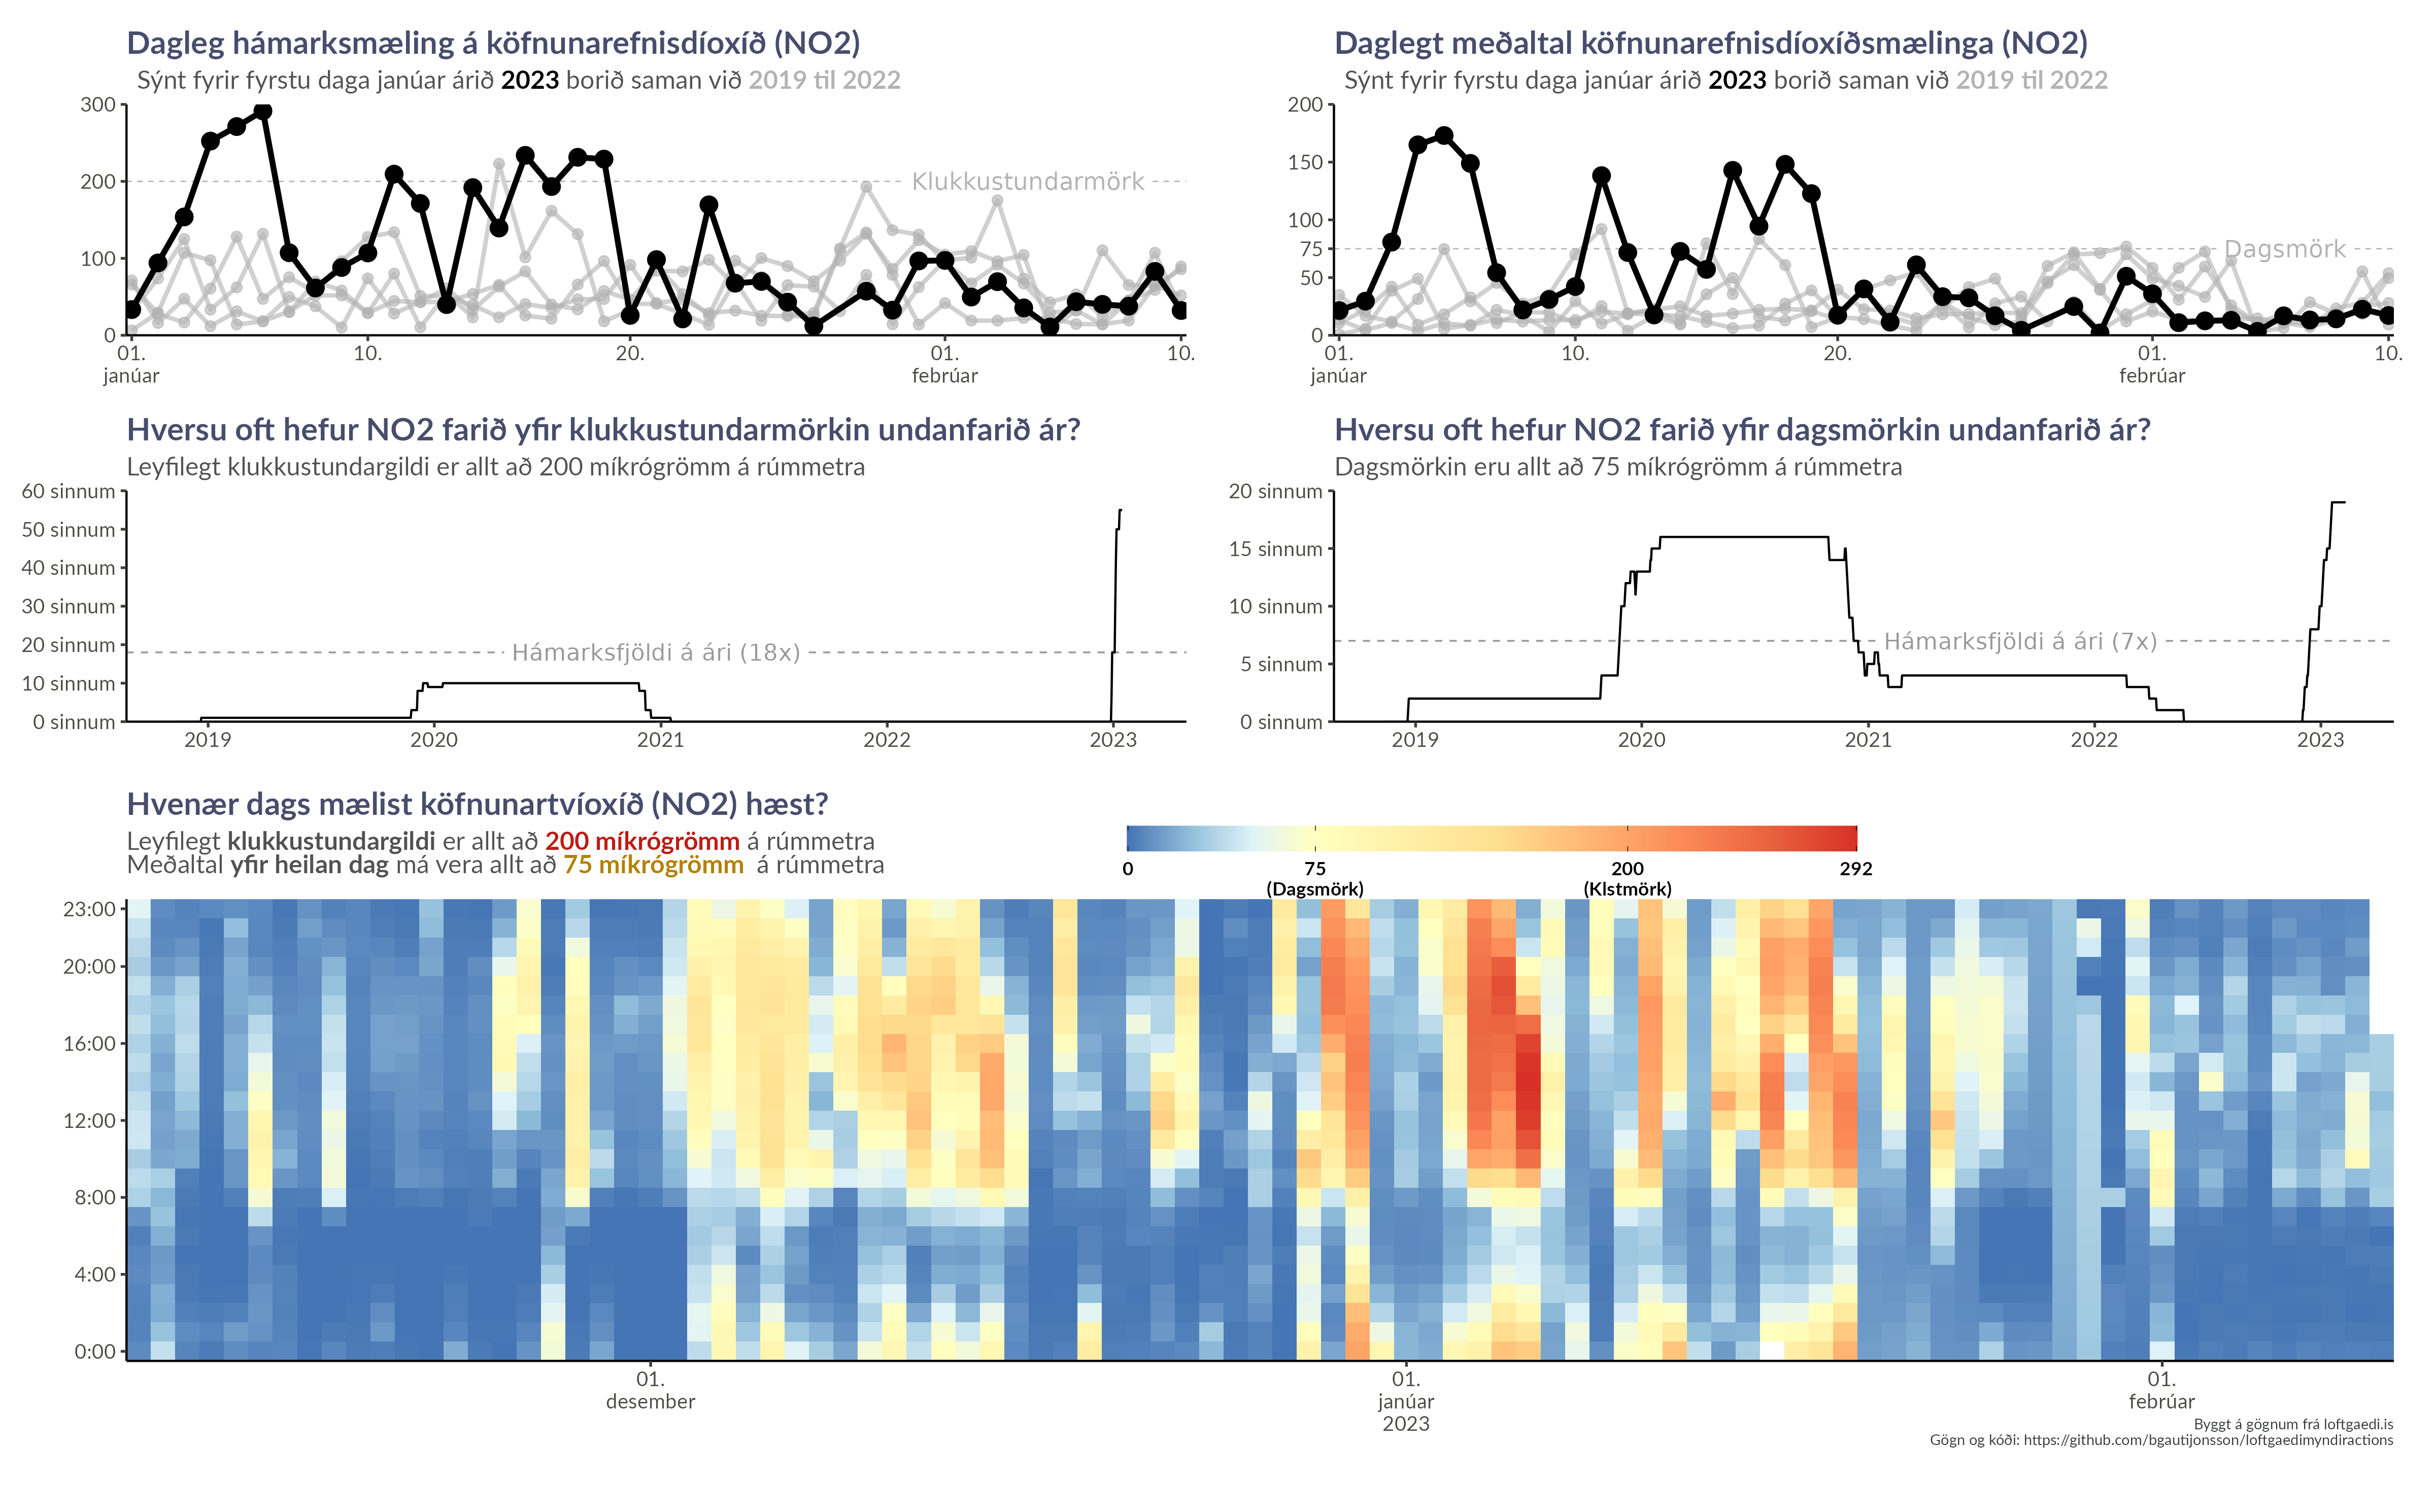 Dagleg hámarksmæling á köfnunarefnisdíoxíð (NO2)
Sýnt fyrir fyrstu daga janúar árið 2023 borið saman við 2019 til 2022
300
200
100
0
Klukkustundarmörk
01.
janúar
10.
20.
01.
febrúar
10.
Daglegt meðaltal köfnunarefnisdíoxíðsmælinga (NO2)
Sýnt fyrir fyrstu daga janúar árið 2023 borið saman við 2019 til 2022
200
150
100
75
50
0
Dagsmörk
01.
janúar
10.
20.
01.
febrúar
10.
Hversu oft hefur NO2 farið yfir klukkustundarmörkin undanfarið ár?
Leyfilegt klukkustundargildi er allt að 200 míkrógrömm á rúmmetra
60 sinnum
50 sinnum
40 sinnum
30 sinnum
20 sinnum
10 sinnum
0 sinnum
Hámarksfjöldi á ári (18x)
2019
2020
2021
2022
2023
Hversu oft hefur NO2 farið yfir dagsmörkin undanfarið ár?
Dagsmörkin eru allt að 75 míkrógrömm á rúmmetra
20 sinnum
15 sinnum
10 sinnum
5 sinnum
0 sinnum
Hámarksfjöldi á ári (7x)
2019
2020
2021
2022
2023
Hvenær dags mælist köfnunartvíoxíð (NO2) hæst?
Leyfilegt klukkustundargildi er allt að 200 míkrógrömm á rúmmetra
Meðaltal yfir heilan dag má vera allt að 75 míkrógrömm á rúmmetra
0
75
(Dagsmörk)
200
(Klstmörk)
292
23:00
20:00
16:00
12:00
8:00
4:00
0:00
01.
desember
01.
janúar
2023
01.
febrúar
Byggt á gögnum frá loftgaedi.is
Gögn og kóði: https://github.com/bgautijonsson/loftgaedimyndiractions